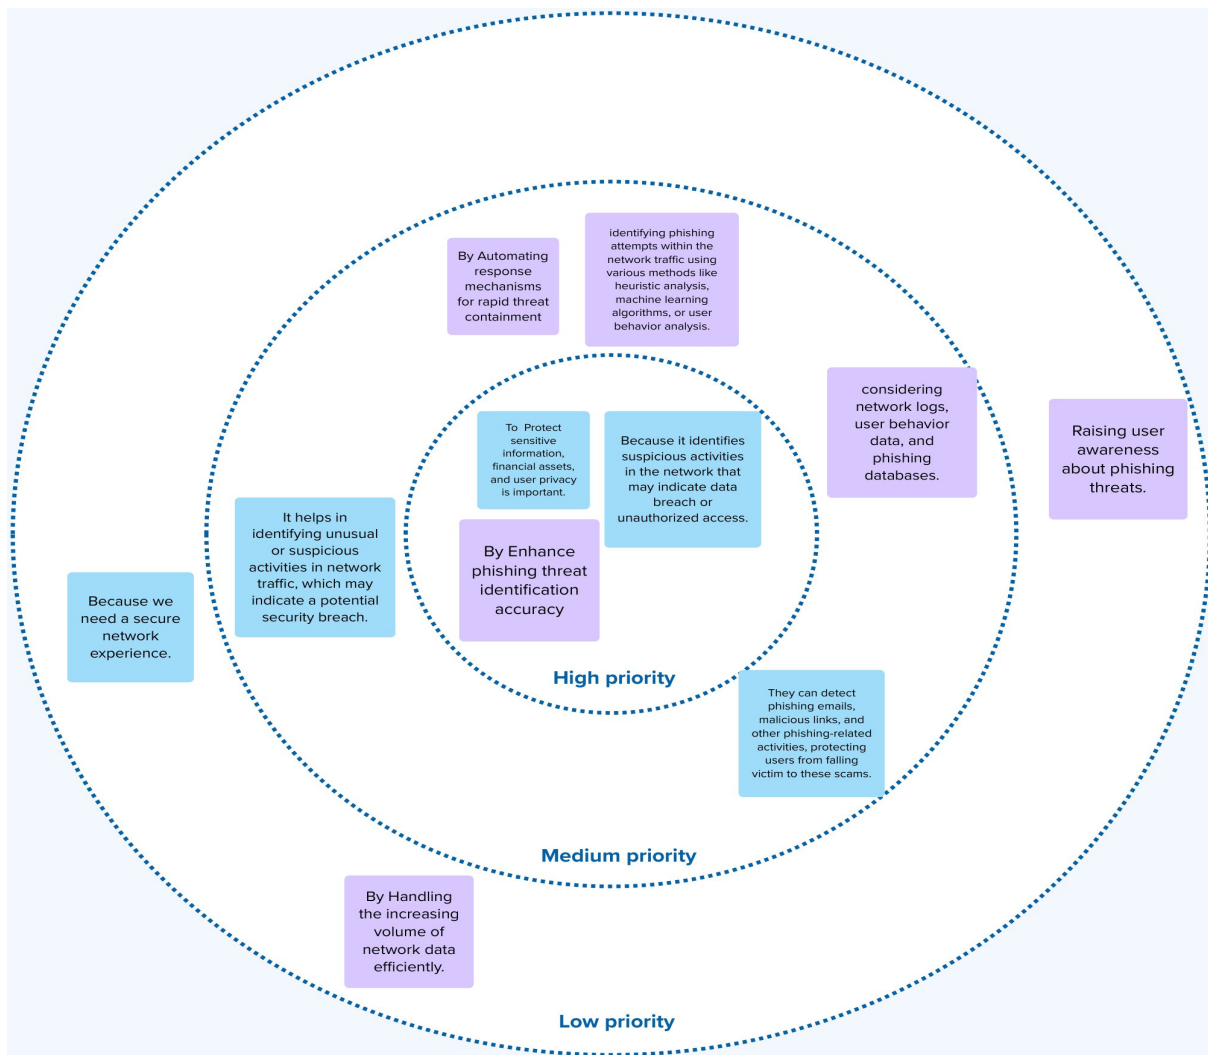 identifying phishing
attempts within the
network traffic using
various methods like
heuristic analysis,
machine learning
algorithms, or user
behavior analysis.
By Automating
response
mechanisms
for rapid threat
containment
considering
network logs,
user behavior
data, and
phishing
databases.
Raising user
awareness
about phishing
threats.
To Protect
sensitive
information,
financial assets,
and user privacy
is important.
Because it identifies
suspicious activities
in the network that
may indicate data
breach or
unauthorized access.
It helps in
identifying unusual
or suspicious
activities in network
traffic, which may
indicate a potential
security breach.
By Enhance
phishing threat
identification
accuracy
Because we
need a secure
network
experience.
High priority
They can detect
phishing emails,
malicious links, and
other phishing-related
activities, protecting
users from falling
victim to these scams.
Medium priority
By Handling
the increasing
volume of
network data
efficiently.
Low priority